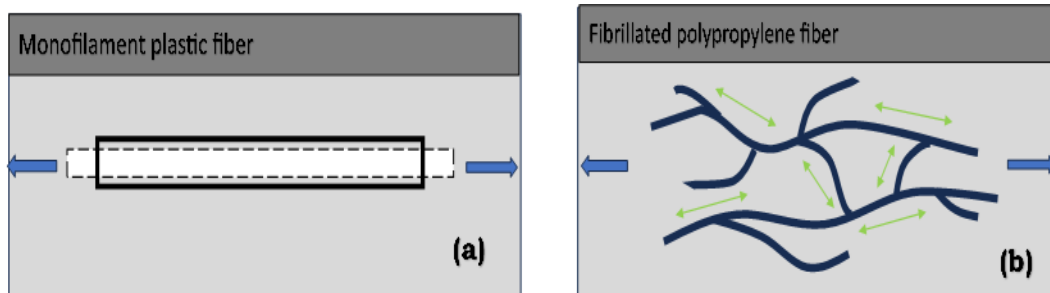 Monofilament plastic fiber
(a)
Fibrillated polypropylene fiber
(b)